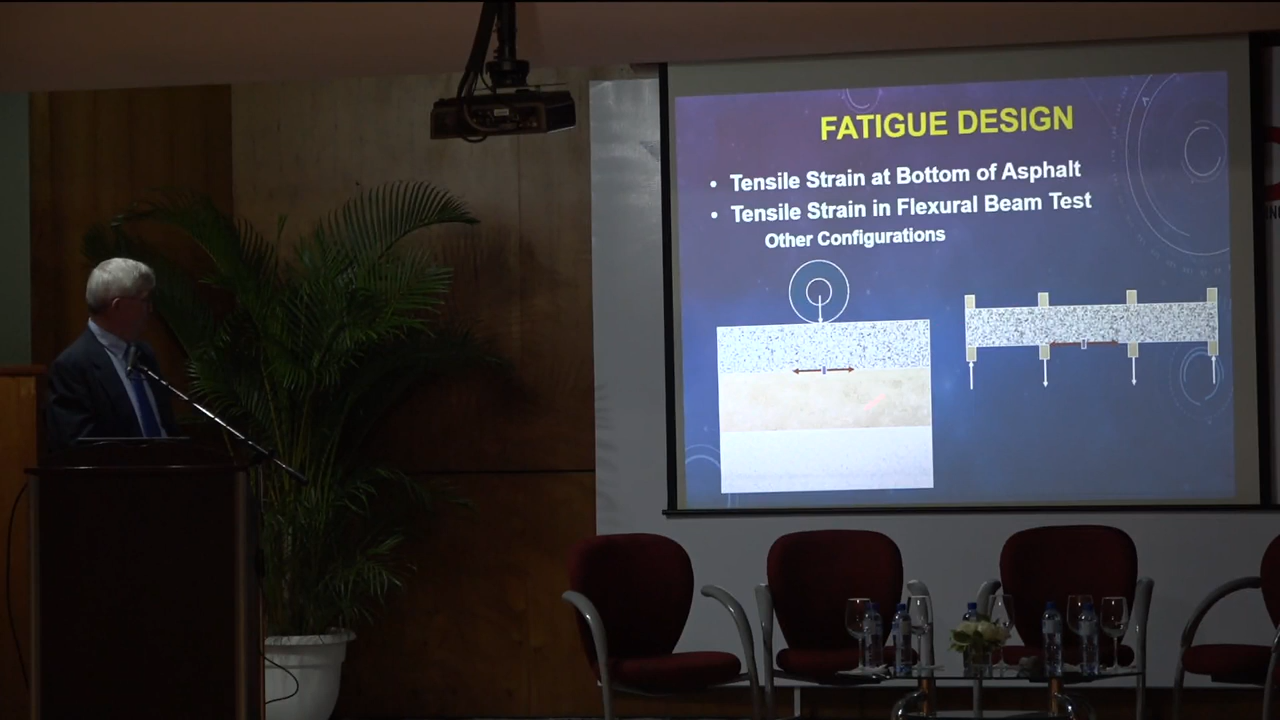 FATIGUE DESIGN
• Tensile Strain at Bottom of Asphalt
• Tensile Strain in Flexural Beam Test
Other Configurations